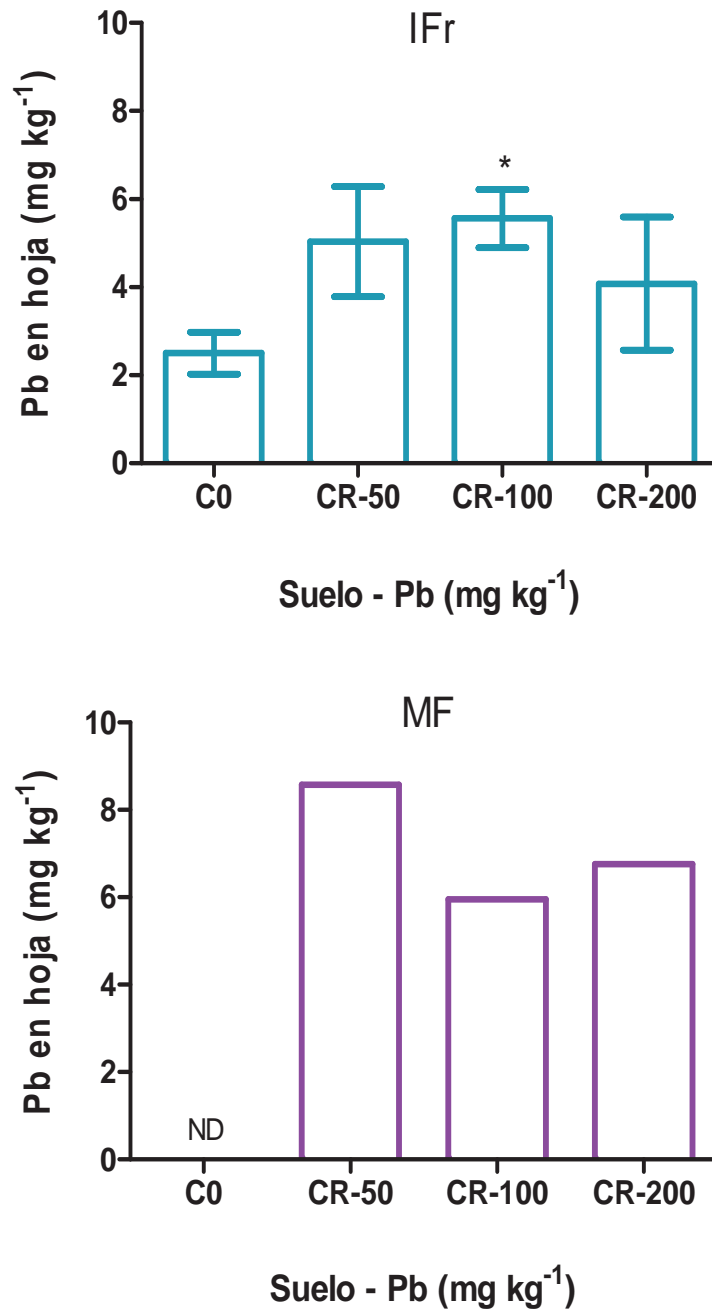 IFr
Pb en hoja (mg kg⁻¹)
10
8
6
4
2
0
*
C0 CR-50 CR-100 CR-200
Suelo - Pb (mg kg⁻¹)
MF
Pb en hoja (mg kg⁻¹)
10
8
6
4
2
0
ND
C0 CR-50 CR-100 CR-200
Suelo - Pb (mg kg⁻¹)